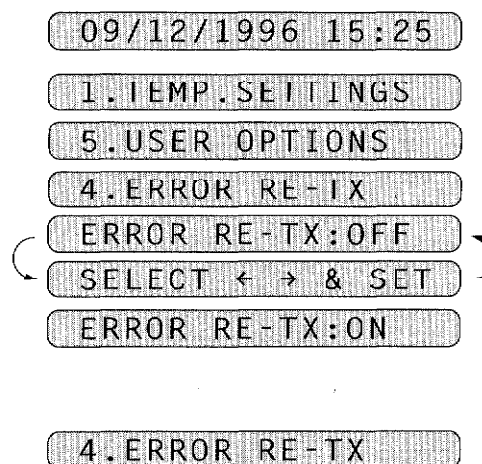 09/12/1996 15:25
1.TEMP.SETTINGS
5.USER OPTIONS
4.ERROR RE-TX
ERROR RE-TX:OFF
SELECT ← → & SET
ERROR RE-TX:ON
4.ERROR RE-TX